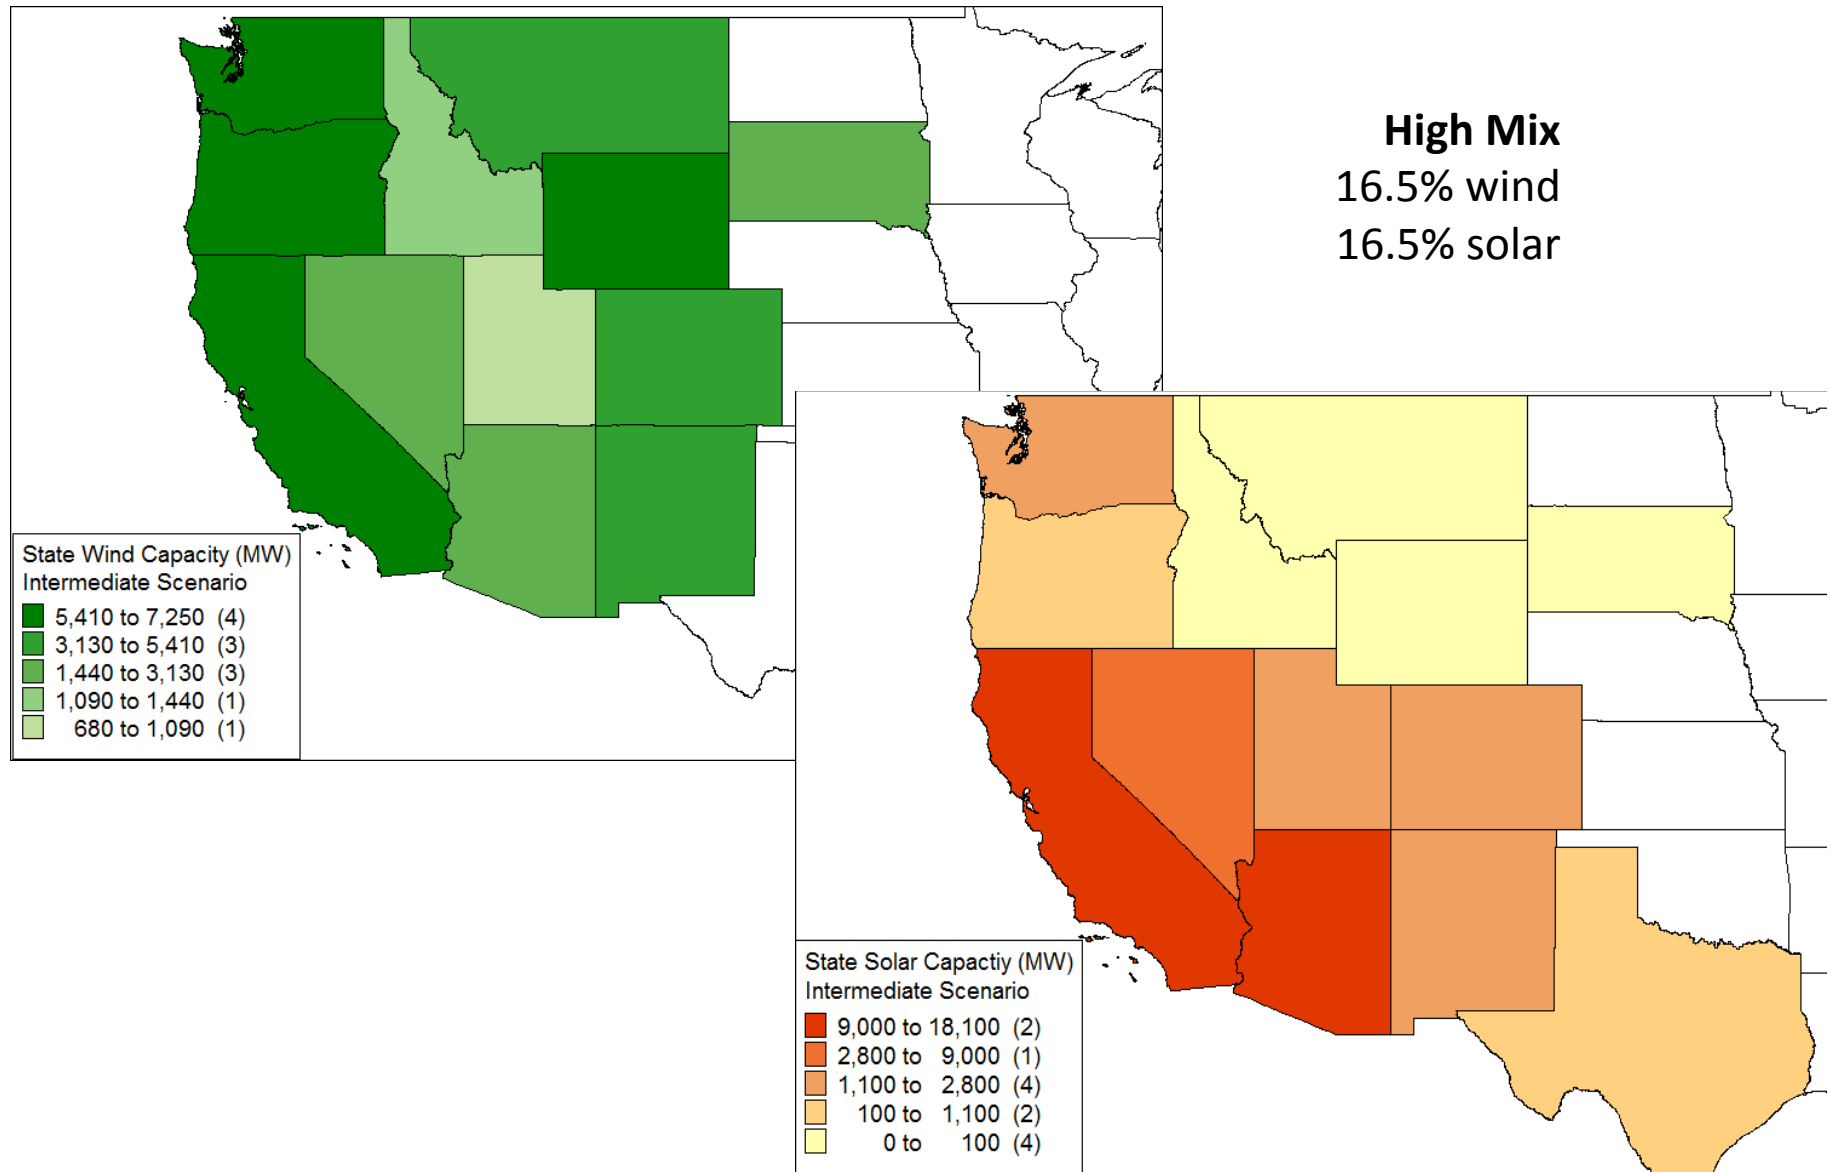 High Mix
16.5% wind
16.5% solar
State Wind Capacity (MW)
Intermediate Scenario
5,410 to 7,250 (4)
3,130 to 5,410 (3)
1,440 to 3,130 (3)
1,090 to 1,440 (1)
680 to 1,090 (1)
State Solar Capactiy (MW)
Intermediate Scenario
9,000 to 18,100 (2)
2,800 to 9,000 (1)
1,100 to 2,800 (4)
100 to 1,100 (2)
0 to 100 (4)